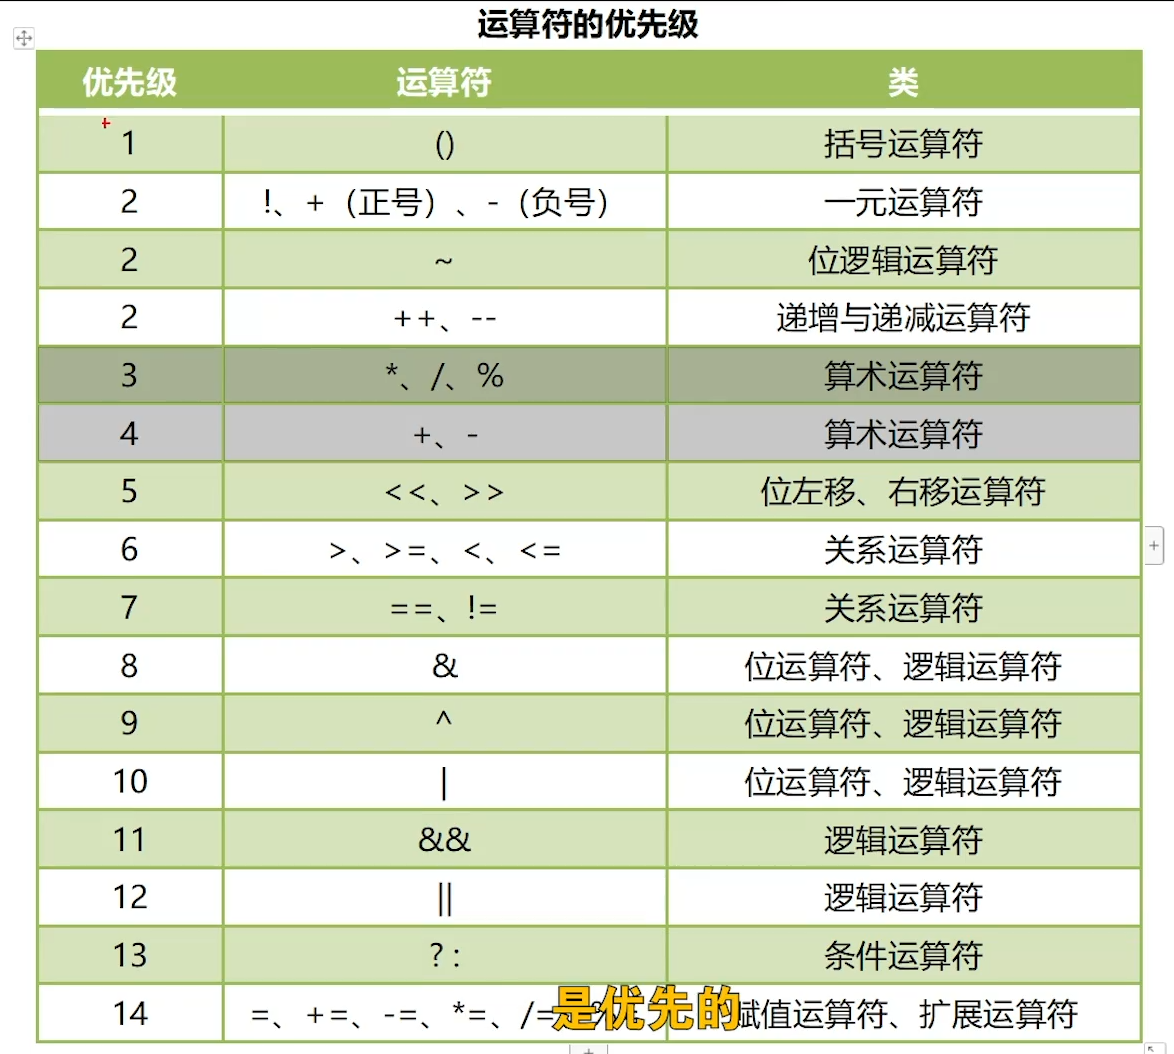 运算符的优先级
优先级 运算符 类
1 () 括号运算符
2 !、+（正号）、-（负号） 一元运算符
2 ~ 位逻辑运算符
2 ++、-- 递增与递减运算符
3 *、/、% 算术运算符
4 +、- 算术运算符
5 <<、>> 位左移、右移运算符
6 >、>=、<、<= 关系运算符
7 ==、!= 关系运算符
8 & 位运算符、逻辑运算符
9 ^ 位运算符、逻辑运算符
10 | 位运算符、逻辑运算符
11 && 逻辑运算符
12 || 逻辑运算符
13 ? : 条件运算符
14 =、+=、-=、*=、/= 赋值运算符、扩展运算符
是优先的